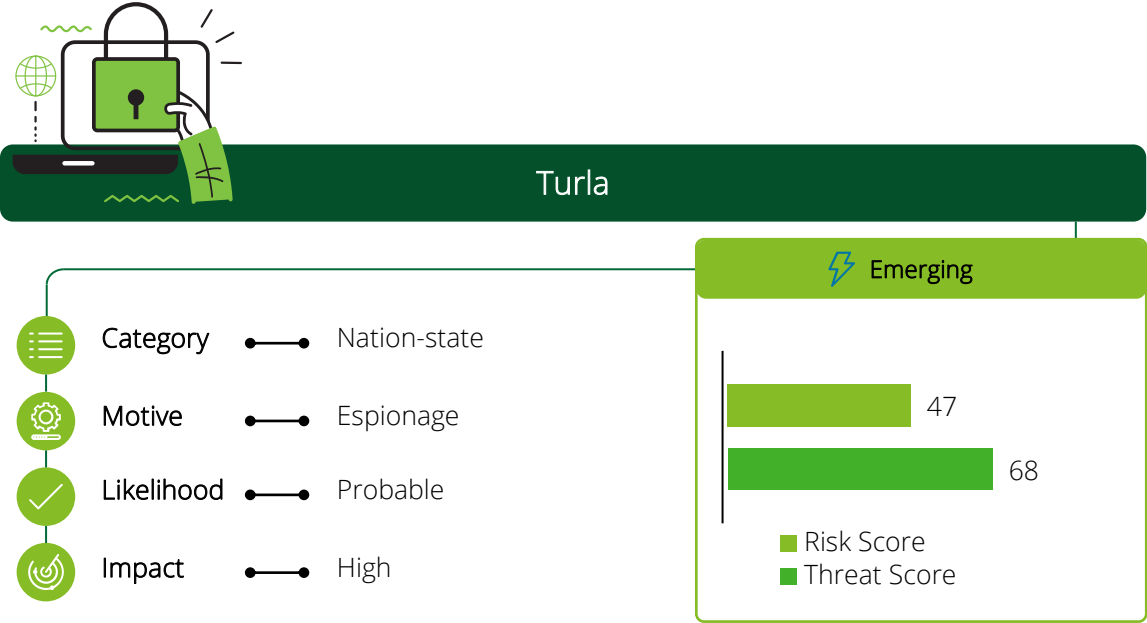 Turla
Emerging
Category Nation-state
Motive Espionage
Likelihood Probable
Impact High
47
68
Risk Score
Threat Score